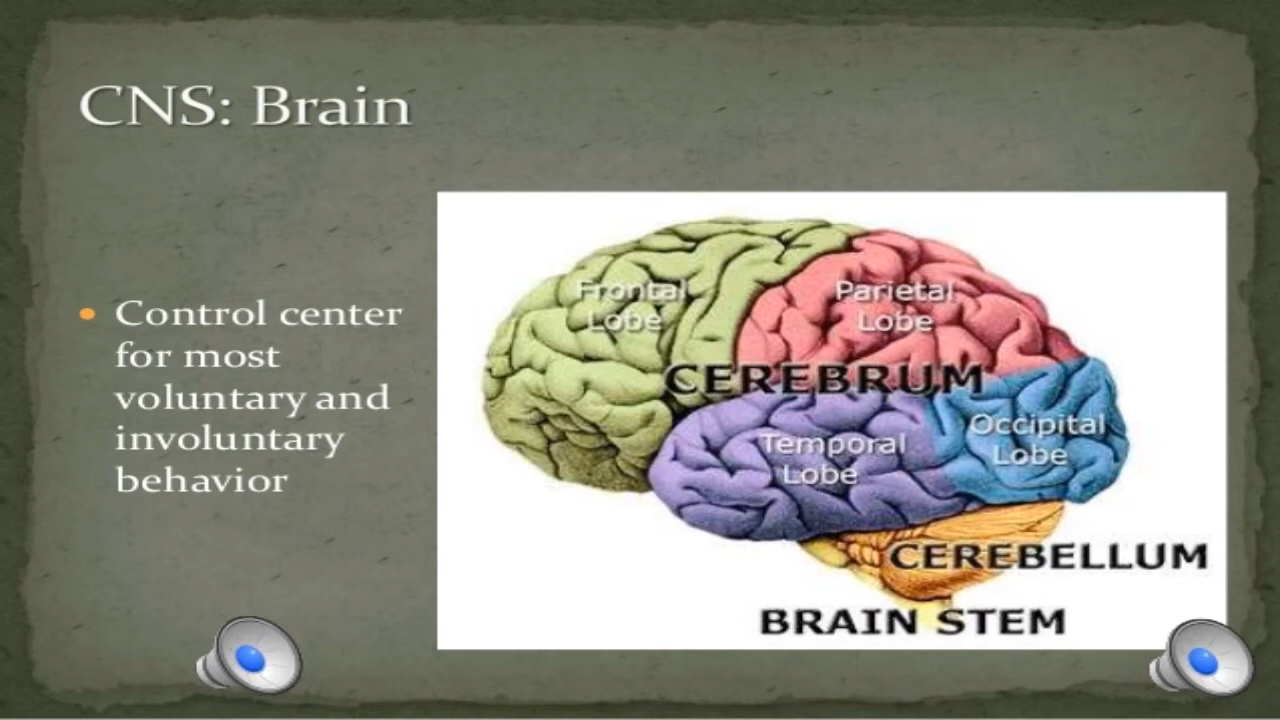 CNS: Brain
• Control center
for most
voluntary and
involuntary
behavior
Frontal
Lobe
Parietal
Lobe
CEREBRUM
Temporal
Lobe
Occipital
Lobe
CEREBELLUM
BRAIN STEM